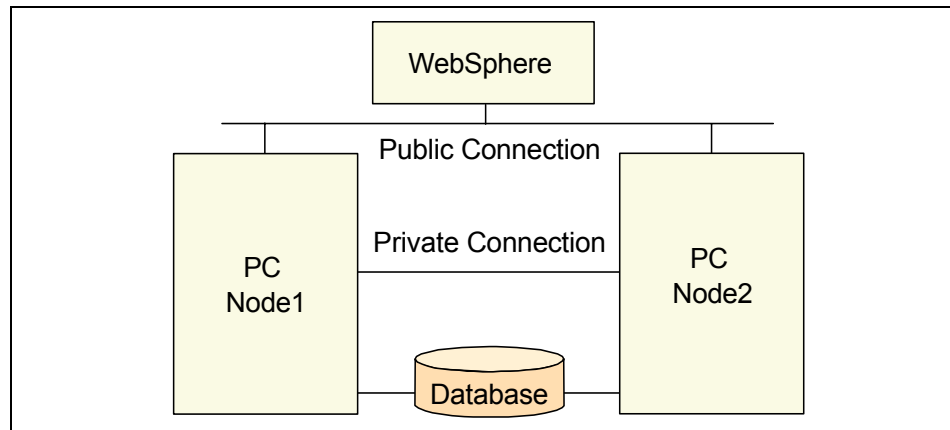 WebSphere
Public Connection
Private Connection
PC
Node1
PC
Node2
Database